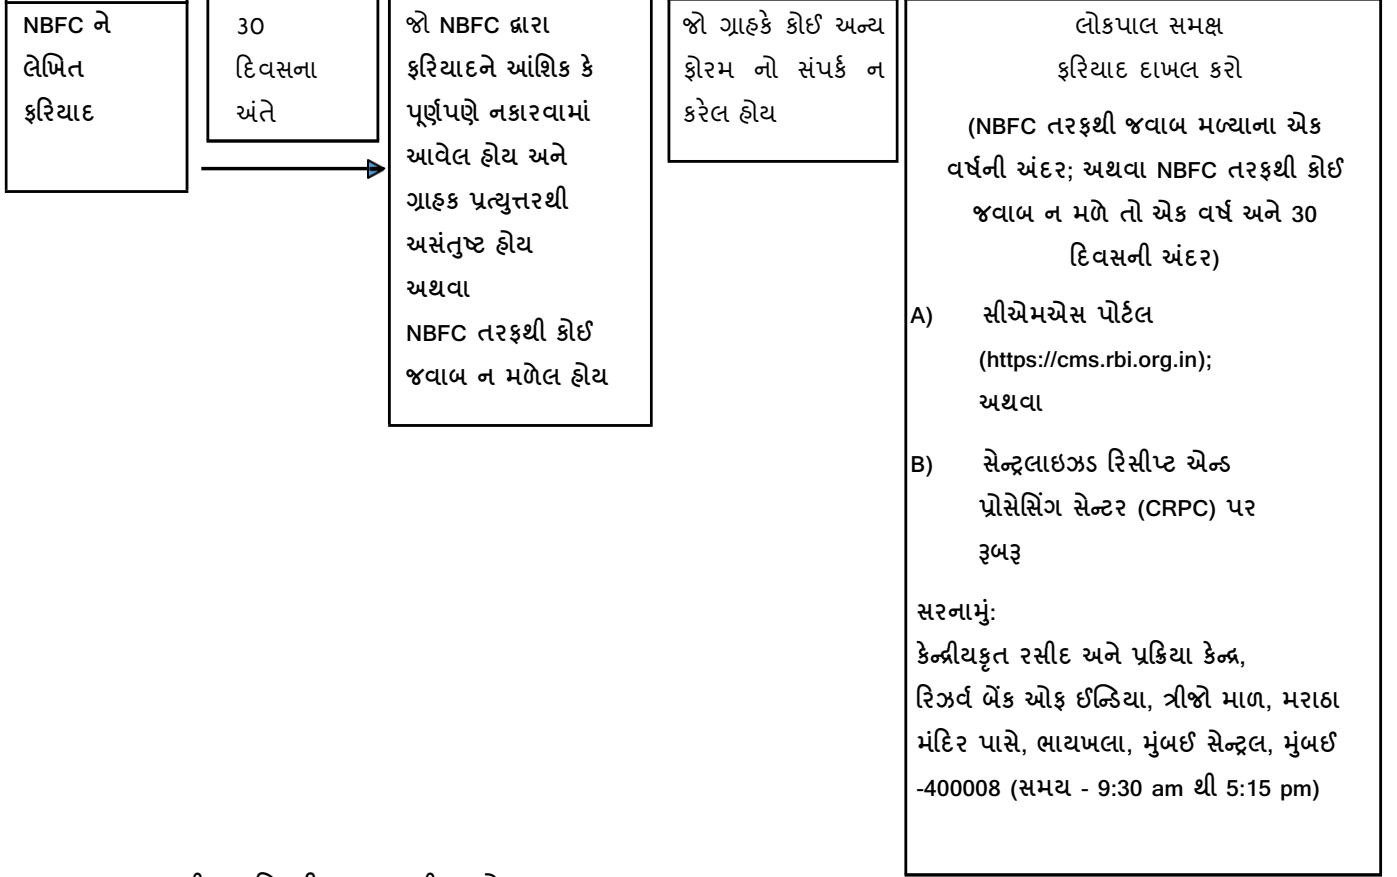 NBFC ને
લેખિત
ફરિયાદ
૩૦
દિવસના
અંતે
જો NBFC દ્વારા
ફરિયાદને આંશિક કે
પૂર્ણપણે નકારવામાં
આવેલ હોય અને
ગ્રાહક પ્રત્યુત્તરથી
અસંતુષ્ટ હોય
અથવા
NBFC તરફથી કોઈ
જવાબ ન મળેલ હોય
જો ગ્રાહકે કોઈ અન્ય
ફોરમ નો સંપર્ક ન
કરેલ હોય
લોકપાલ સમક્ષ
ફરિયાદ દાખલ કરો
(NBFC તરફથી જવાબ મળ્યાના એક
વર્ષની અંદર; અથવા NBFC તરફથી કોઈ
જવાબ ન મળે તો એક વર્ષ અને 30
દિવસની અંદર)
A) સીએમએસ પોર્ટલ
(https://cms.rbi.org.in);
અથવા
B) સેન્ટ્રલાઇઝડ રિસીપ્ટ એન્ડ
પ્રોસેસિંગ સેન્ટર (CRPC) પર
રૂબરૂ
સરનામું:
કેન્દ્રીયકૃત રસીદ અને પ્રક્રિયા કેન્દ્ર,
રિઝર્વ બેંક ઓફ ઈન્ડિયા, ત્રીજો માળ, મરાઠા
મંદિર પાસે, ભાયખલા, મુંબઈ સેન્ટ્રલ, મુંબઈ
-400008 (સમય - 9:30 am થી 5:15 pm)